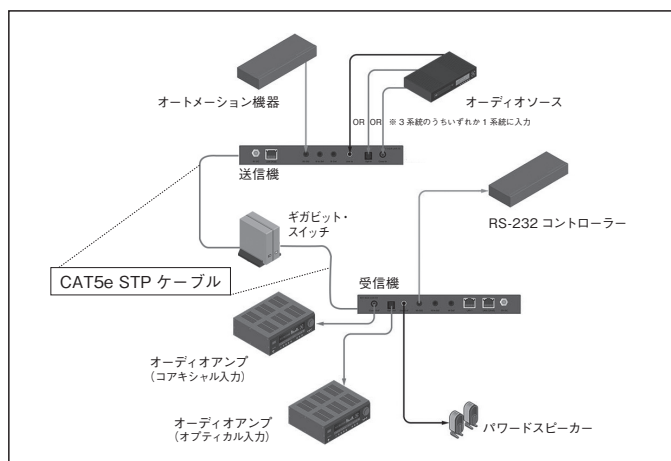 オートメーション機器
オーディオソース
OR OR ※3系統のうちいずれか1系統に入力
送信機
ギガビット・
スイッチ
RS-232 コントローラー
CAT5e STP ケーブル
受信機
オーディオアンプ
（コアキシャル入力）
オーディオアンプ
（オプティカル入力）
パワードスピーカー